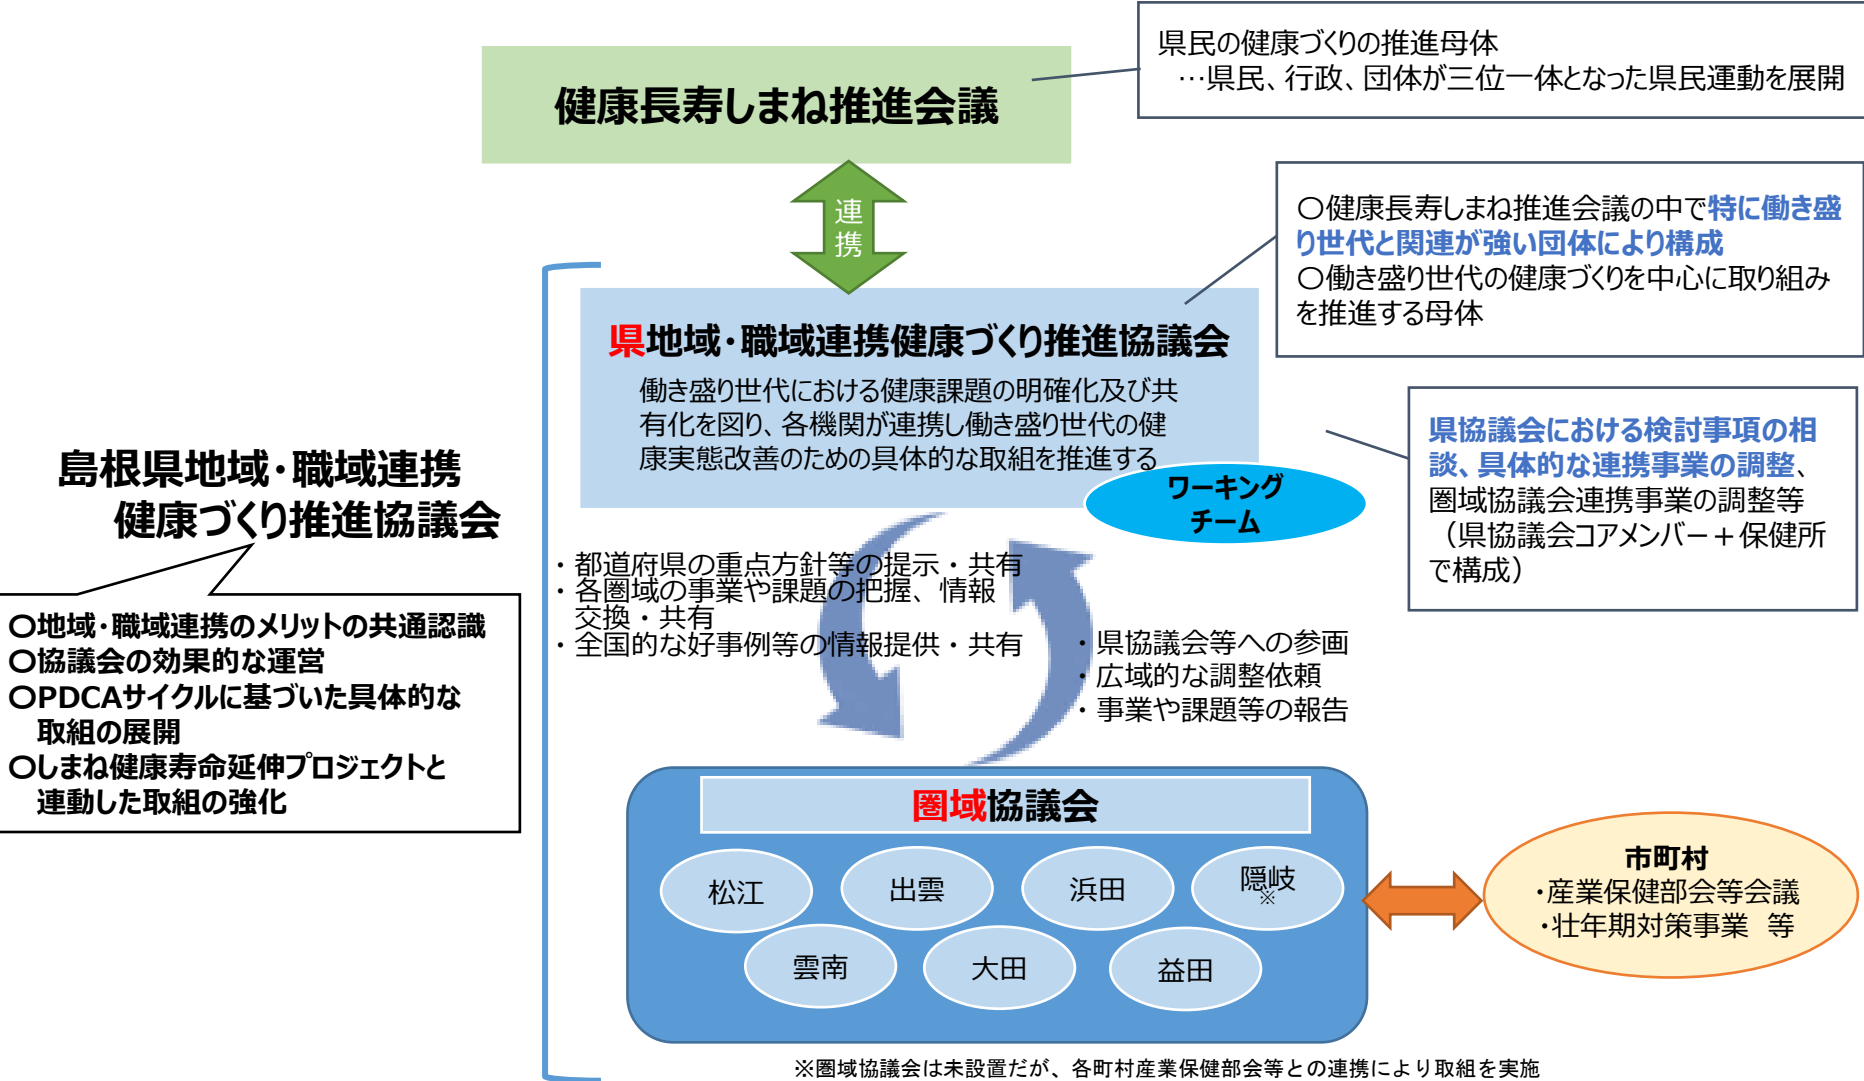 県民の健康づくりの推進母体
…県民、行政、団体が三位一体となった県民運動を展開
健康長寿しまね推進会議
連
携
〇健康長寿しまね推進会議の中で特に働き盛
り世代と関連が強い団体により構成
〇働き盛り世代の健康づくりを中心に取り組み
を推進する母体
県地域・職域連携健康づくり推進協議会
働き盛り世代における健康課題の明確化及び共
有化を図り、各機関が連携し働き盛り世代の健
康実態改善のための具体的な取組を推進する
ワーキング
チーム
県協議会における検討事項の相
談、具体的な連携事業の調整、
圏域協議会連携事業の調整等
（県協議会コアメンバー＋保健所
で構成）
島根県地域・職域連携
健康づくり推進協議会
〇地域・職域連携のメリットの共通認識
〇協議会の効果的な運営
〇PDCAサイクルに基づいた具体的な
取組の展開
〇しまね健康寿命延伸プロジェクトと
連動した取組の強化
・都道府県の重点方針等の提示・共有
・各圏域の事業や課題の把握、情報
交換・共有
・全国的な好事例等の情報提供・共有
・県協議会等への参画
・広域的な調整依頼
・事業や課題等の報告
圏域協議会
松江
出雲
浜田
隠岐
※
雲南
大田
益田
市町村
・産業保健部会等会議
・壮年期対策事業　等
※圏域協議会は未設置だが、各町村産業保健部会等との連携により取組を実施